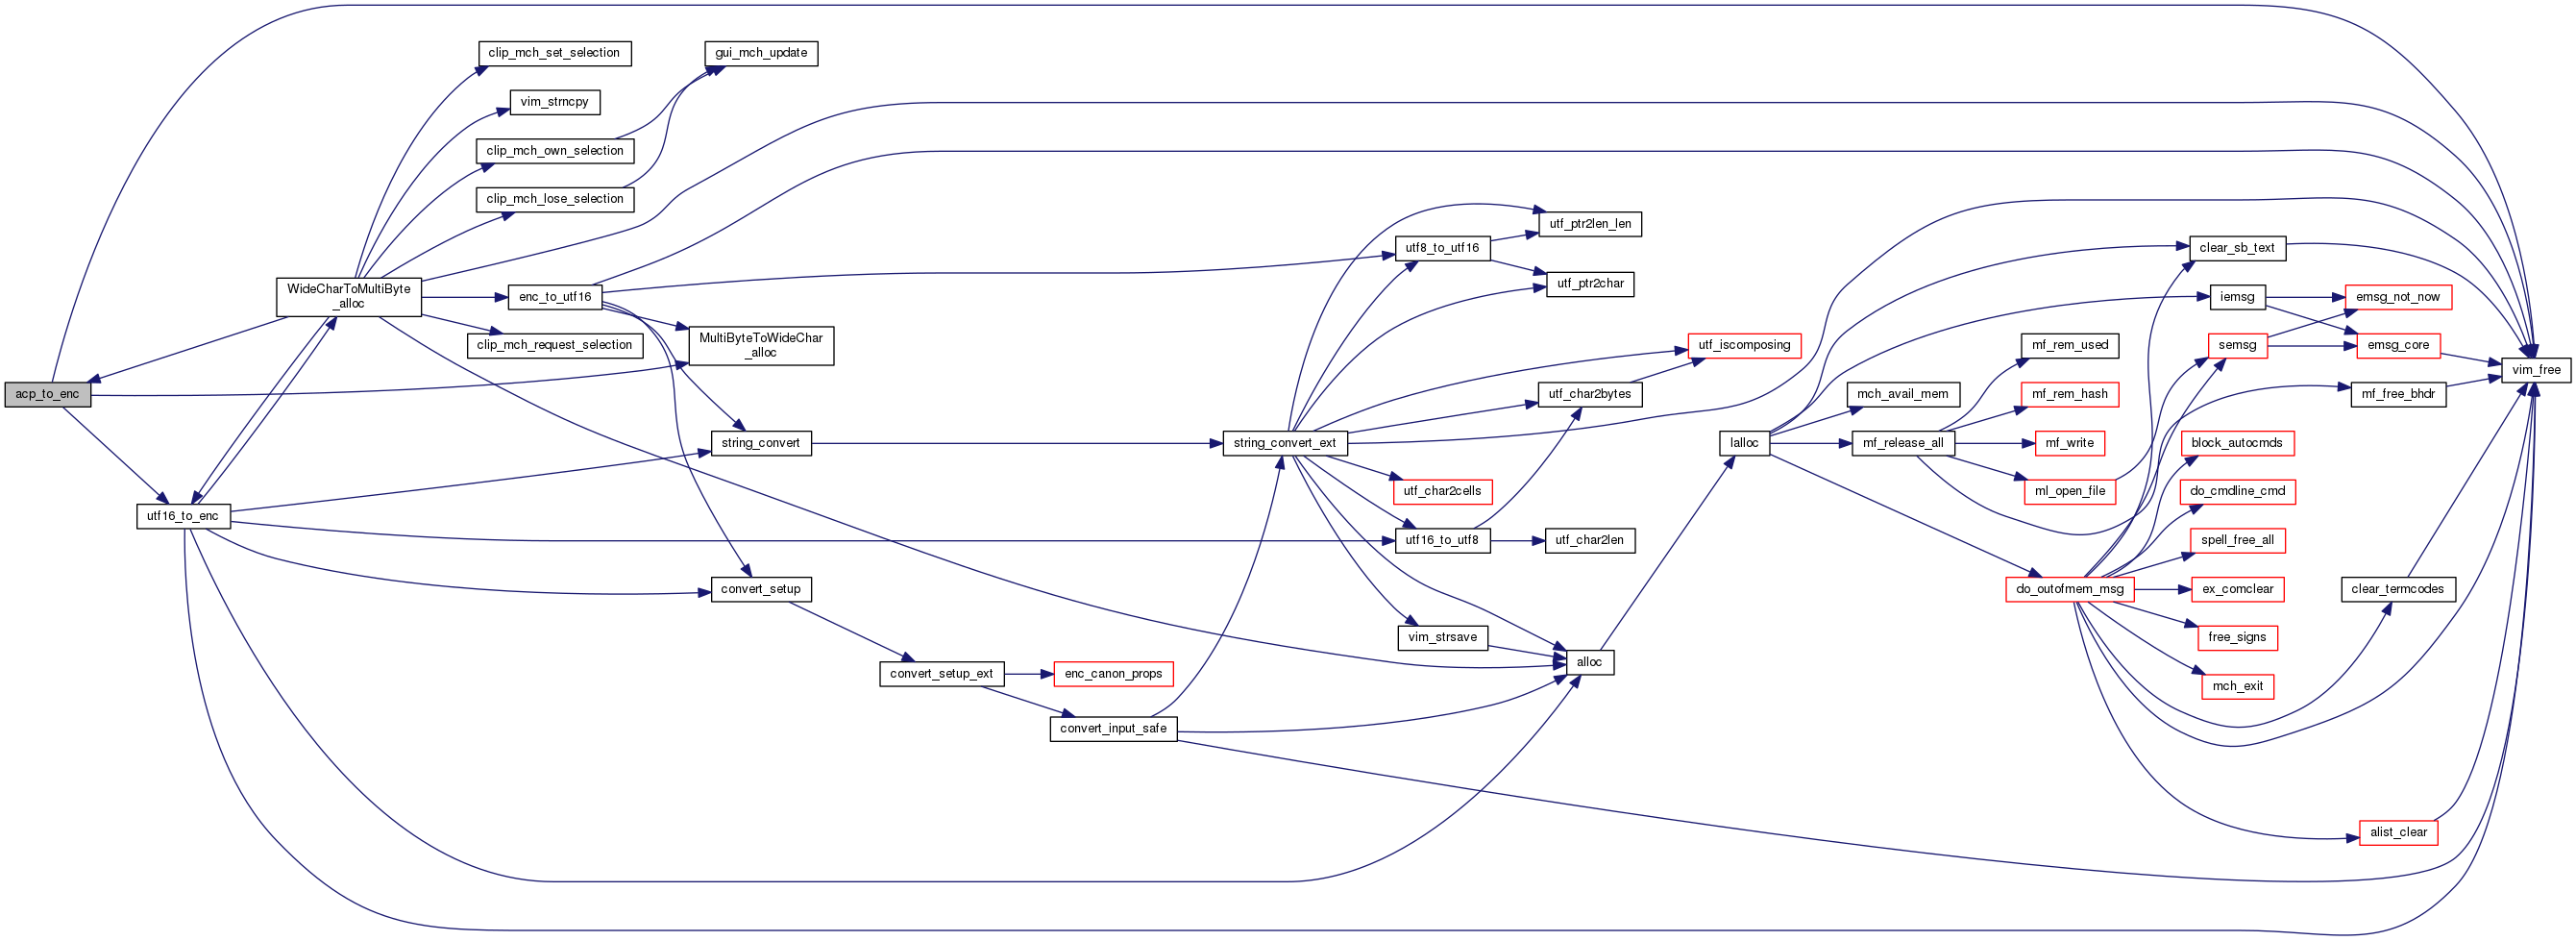 clip_mch_set_selection
gui_mch_update
vim_strncpy
clip_mch_own_selection
clip_mch_lose_selection
utf_ptr2len_len
utf8_to_utf16
clear_sb_text
utf_ptr2char
WideCharToMultiByte
_alloc
enc_to_utf16
iemsg
emsg_not_now
clip_mch_request_selection
MultiByteToWideChar
_alloc
utf_iscomposing
mf_rem_used
semsg
emsg_core
vim_free
acp_to_enc
utf_char2bytes
mch_avail_mem
mf_rem_hash
mf_free_bhdr
string_convert
string_convert_ext
lalloc
mf_release_all
mf_write
block_autocmds
utf_char2cells
ml_open_file
do_cmdline_cmd
utf16_to_enc
utf16_to_utf8
utf_char2len
spell_free_all
convert_setup
do_outofmem_msg
ex_comclear
clear_termcodes
vim_strsave
free_signs
alloc
convert_setup_ext
enc_canon_props
mch_exit
convert_input_safe
alist_clear